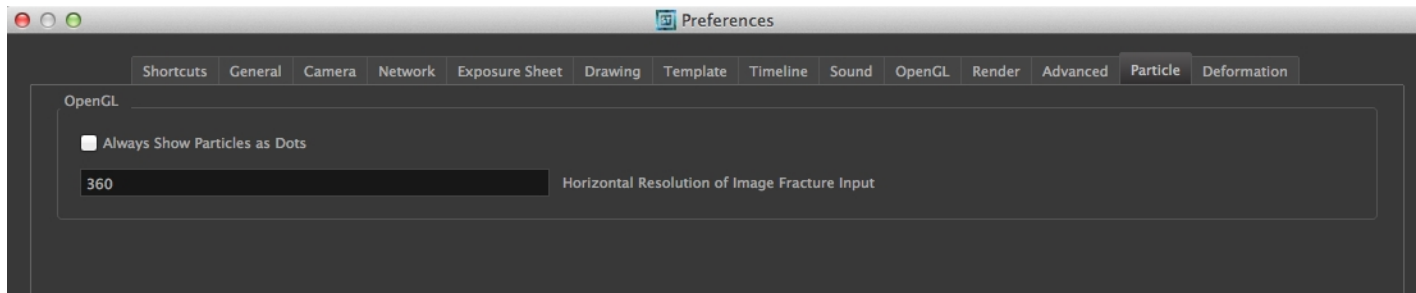 Preferences
Shortcuts General Camera Network Exposure Sheet Drawing Template Timeline Sound OpenGL Render Advanced Particle Deformation
OpenGL
Always Show Particles as Dots
360 Horizontal Resolution of Image Fracture Input